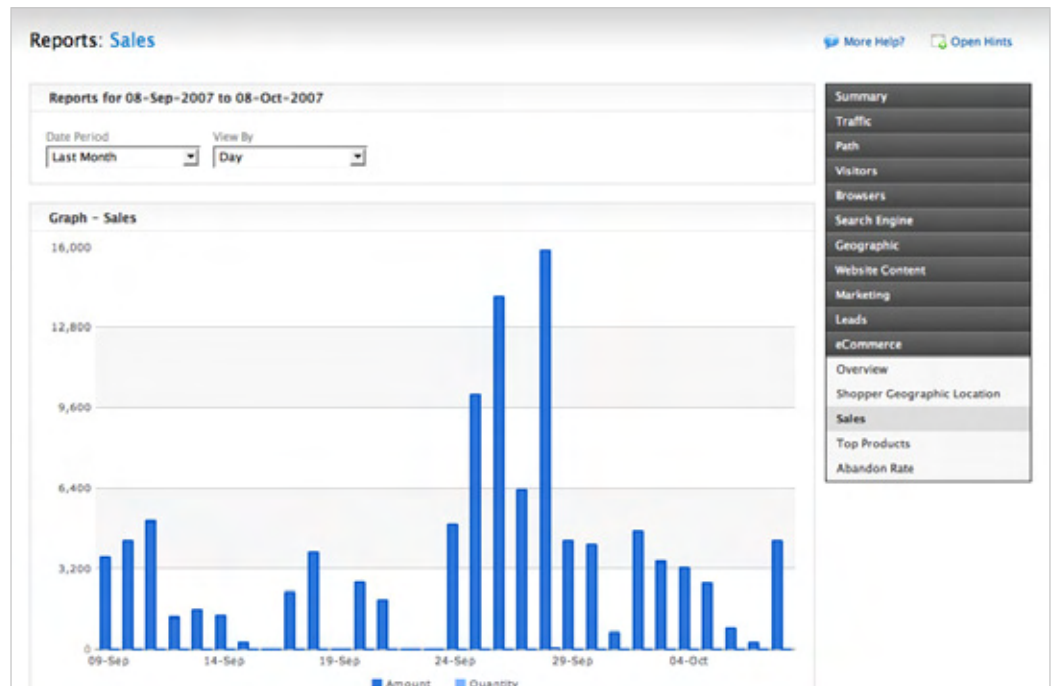 Reports: Sales
More Help?
Open Hints
Reports for 08-Sep-2007 to 08-Oct-2007
Date Period
View By
Last Month
Day
Graph - Sales
16,000
12,800
9,600
6,400
3,200
0
09-Sep
14-Sep
19-Sep
24-Sep
29-Sep
04-Oct
Amount
Quantity
Summary
Traffic
Path
Visitors
Browsers
Search Engine
Geographic
Website Content
Marketing
Leads
eCommerce
Overview
Shopper Geographic Location
Sales
Top Products
Abandon Rate